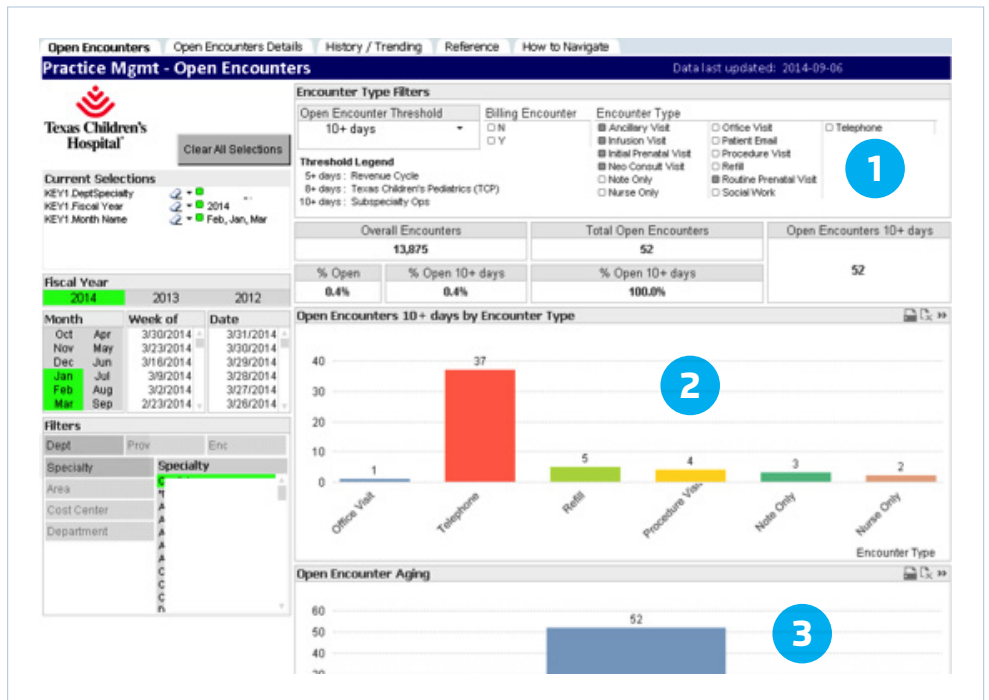 Open Encounters Open Encounters Details History / Trending Reference How to Navigate
Practice Mgmt - Open Encounters Data last updated: 2014-09-06
Texas Children's
Hospital
Clear All Selections
Current Selections
KEY1.DeptSpecialty
KEY1.Fiscal Year 2014
KEY1.Month Name Feb, Jan, Mar
Encounter Type Filters
Open Encounter Threshold
10+ days
Threshold Legend
5+ days : Revenue Cycle
8+ days : Texas Children's Pediatrics (TCP)
10+ days : Subspecialty Ops
Billing Encounter
N
Y
Encounter Type
Ancillary Visit
Infusion Visit
Initial Prenatal Visit
Neo Consult Visit
Note Only
Nurse Only
Office Visit
Patient Email
Procedure Visit
Refill
Routine Prenatal Visit
Social Work
Telephone
1
Overall Encounters
13,875
% Open % Open 10+ days
0.4% 0.4%
Total Open Encounters
52
% Open 10+ days
100.0%
Open Encounters 10+ days
52
Fiscal Year
2014 2013 2012
Month Week of Date
Oct Apr 3/30/2014 3/31/2014
Nov May 3/23/2014 3/30/2014
Dec Jun 3/16/2014 3/29/2014
Jan Jul 3/9/2014 3/28/2014
Feb Aug 3/2/2014 3/27/2014
Mar Sep 2/23/2014 3/26/2014
Filters
Dept Prov Enc
Specialty
Area
Cost Center
Department
Specialty
A
A
A
A
A
C
C
C
Open Encounters 10+ days by Encounter Type
40
30
20
10
0
1
37
5
4
3
2
Office Visit
Telephone
Refill
Procedure Visit
Note Only
Nurse Only
Encounter Type
2
Open Encounter Aging
60
50
40
52
3